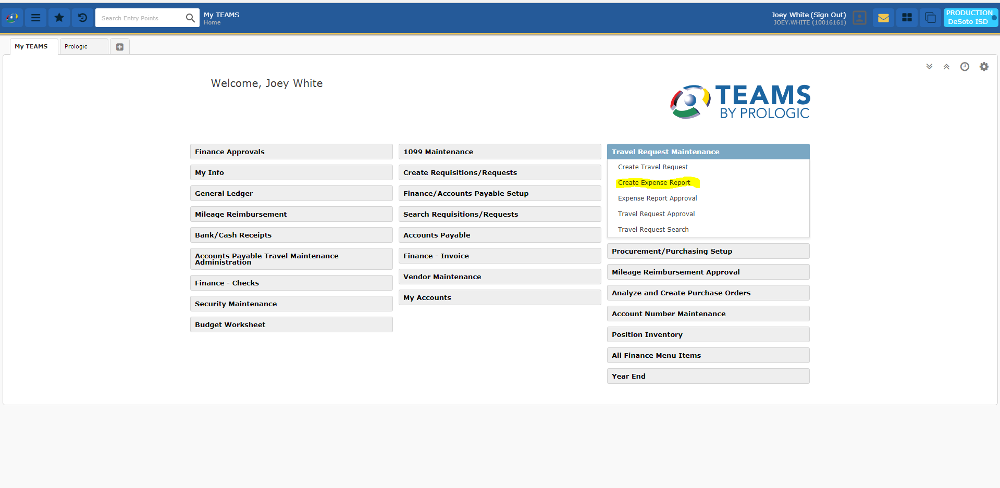 Search Entry Points
My TEAMS
Home
Joey White (Sign Out)
JOEY.WHITE (10016161)
PRODUCTION
DeSoto ISD
My TEAMS
Prologic
Welcome, Joey White
TEAMS
BY PROLOGIC
Finance Approvals
My Info
General Ledger
Mileage Reimbursement
Bank/Cash Receipts
Accounts Payable Travel Maintenance
Administration
Finance - Checks
Security Maintenance
Budget Worksheet
1099 Maintenance
Create Requisitions/Requests
Finance/Accounts Payable Setup
Search Requisitions/Requests
Accounts Payable
Finance - Invoice
Vendor Maintenance
My Accounts
Travel Request Maintenance
Create Travel Request
Create Expense Report
Expense Report Approval
Travel Request Approval
Travel Request Search
Procurement/Purchasing Setup
Mileage Reimbursement Approval
Analyze and Create Purchase Orders
Account Number Maintenance
Position Inventory
All Finance Menu Items
Year End